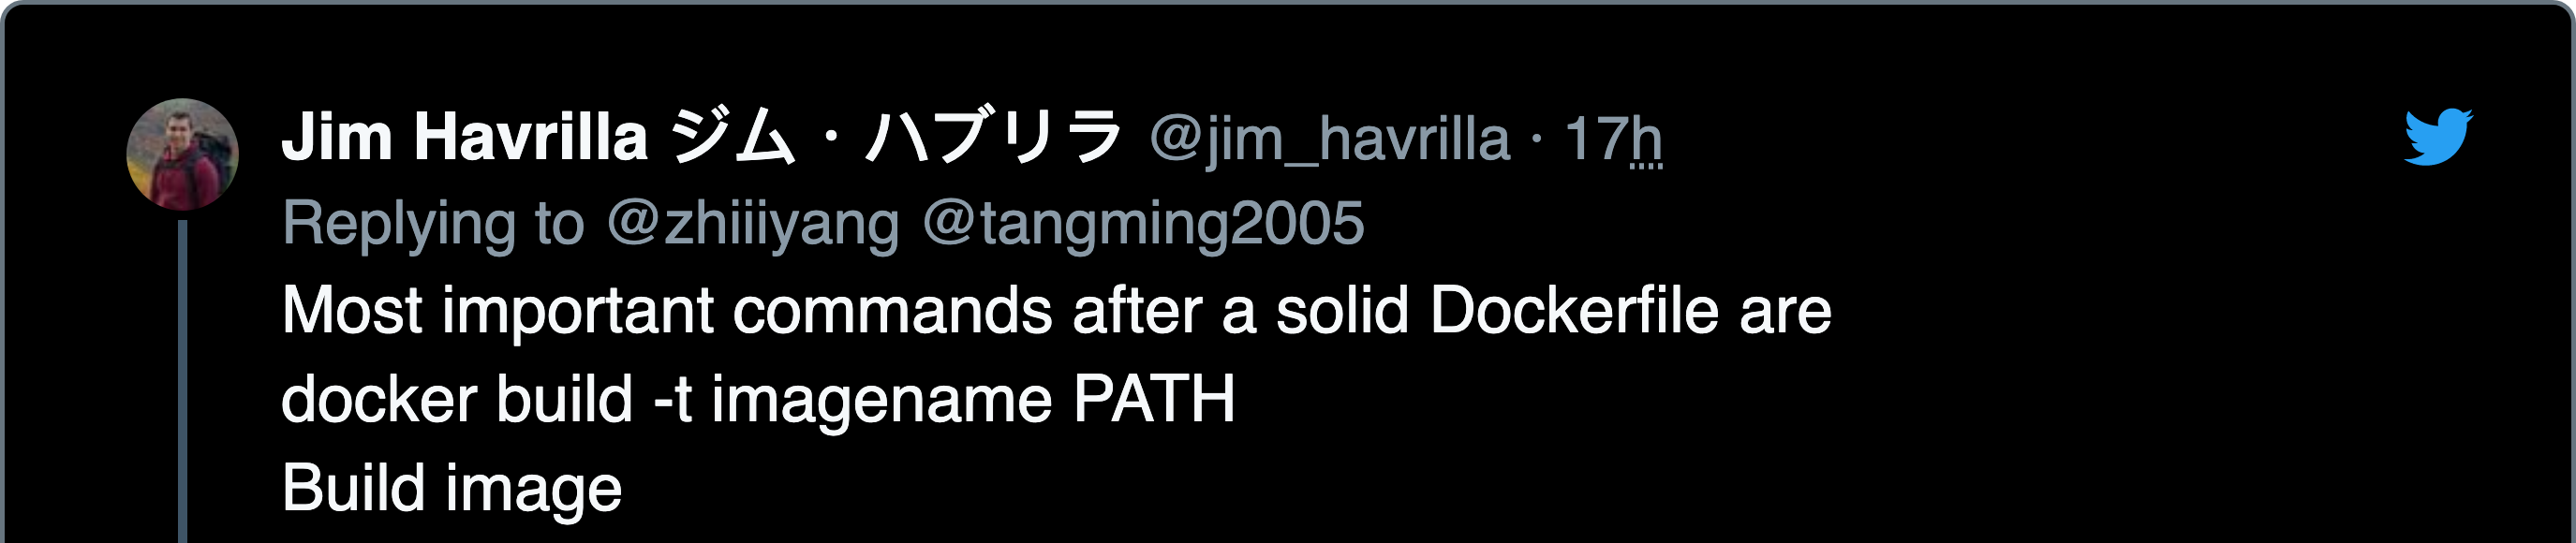 Jim Havrilla ジム・ハブリラ @jim_havrilla · 17h
Replying to @zhiiiyang @tangming2005
Most important commands after a solid Dockerfile are
docker build -t imagename PATH
Build image